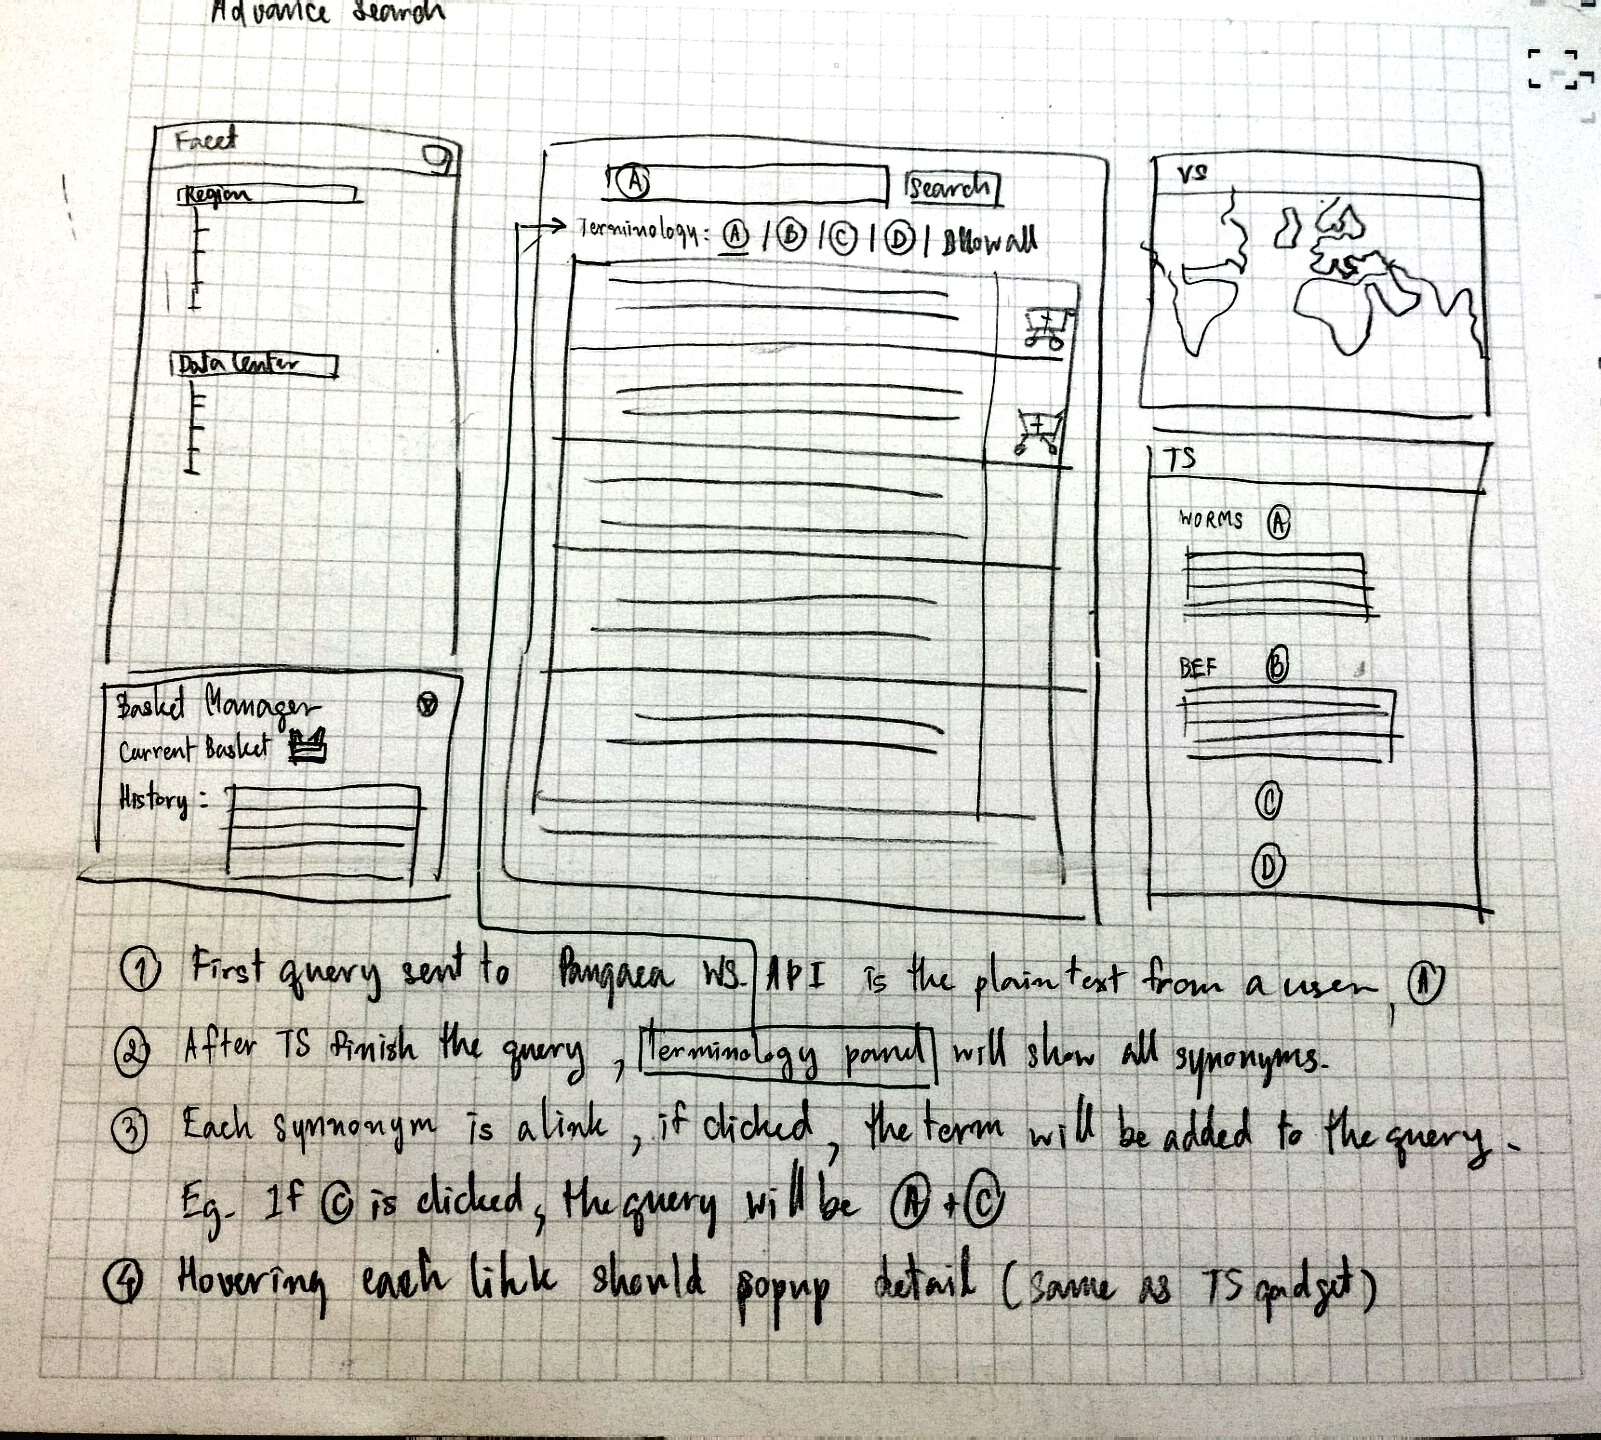 Advance Search
Facet
Region
Data Center
Basket Manager
Current Basket
History :
A
Search
Terminology: A | B | C | D | Show all
VS
TS
WORMS A
BEF B
C
D
1 First query sent to Pangaea WS. API is the plain text from a user, A
2 After TS finish the query, Terminology panel will show all synonyms.
3 Each synnonym is a link, if clicked, the term will be added to the query.
Eg. If C is clicked, the query will be A + C
4 Hovering each link should popup detail (same as TS gadget)